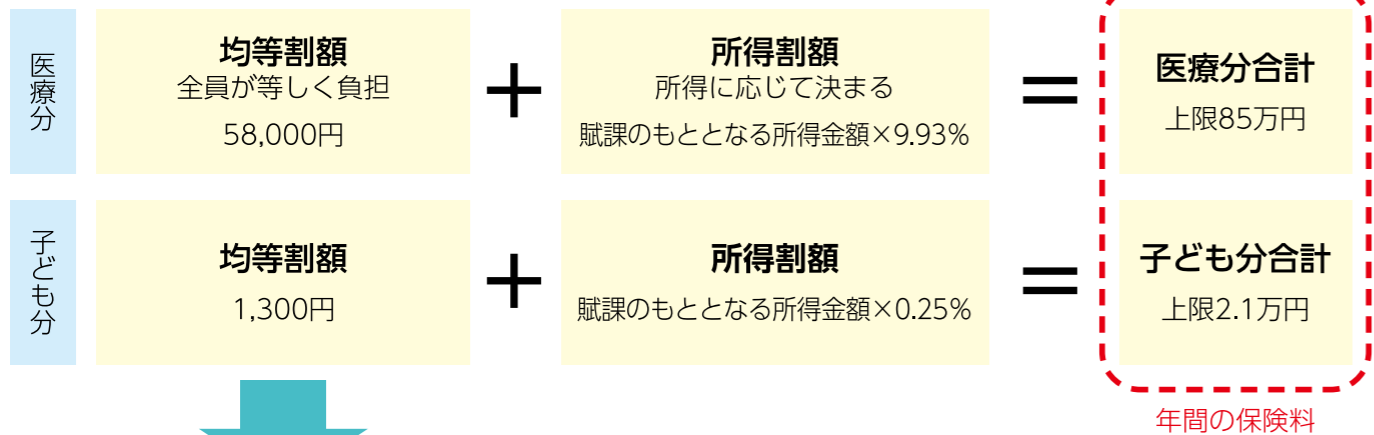 医療分
均等割額
全員が等しく負担
58,000円
+
所得割額
所得に応じて決まる
賦課のもととなる所得金額×9.93%
=
医療分合計
上限85万円
子ども分
均等割額
1,300円
+
所得割額
賦課のもととなる所得金額×0.25%
=
子ども分合計
上限2.1万円
年間の保険料